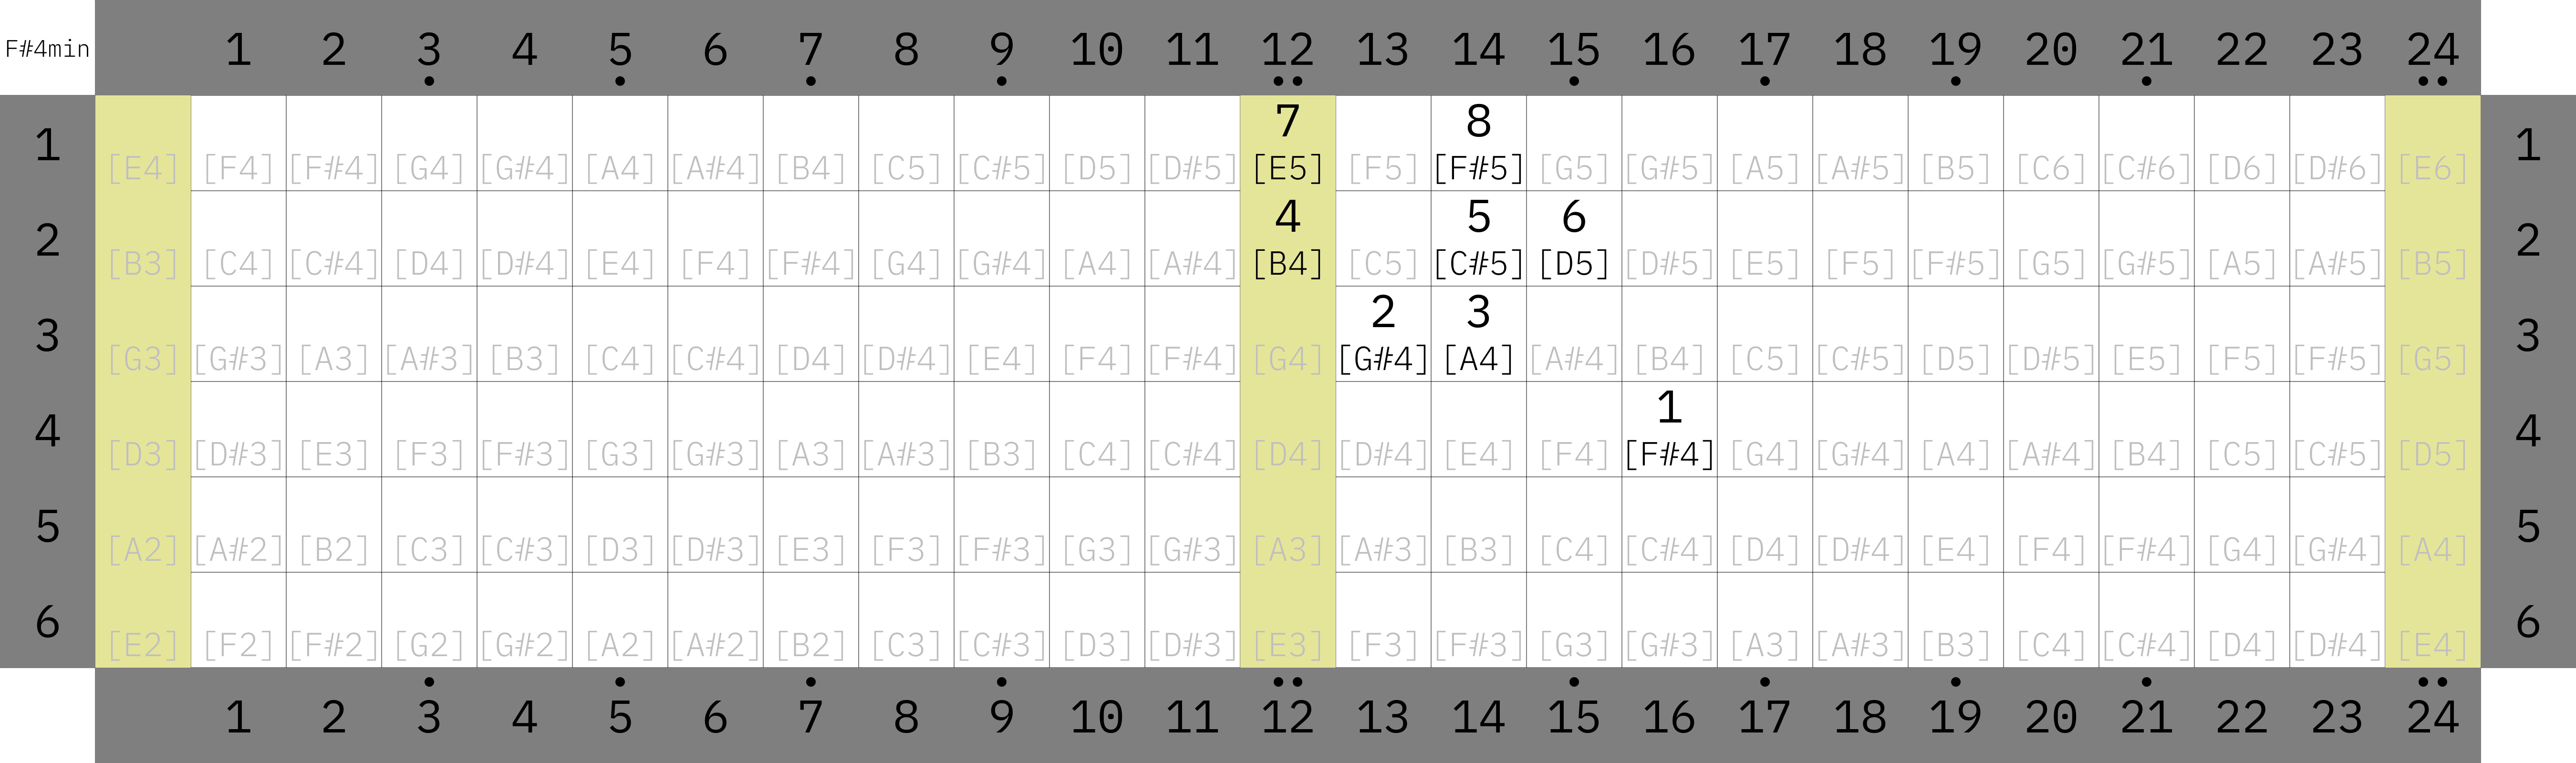 F#4min 1 2 3 4 5 6 7 8 9 10 11 12 13 14 15 16 17 18 19 20 21 22 23 24
7 8
1 [E4] [F4] [F#4] [G4] [G#4] [A4] [A#4] [B4] [C5] [C#5] [D5] [D#5] [E5] [F5] [F#5] [G5] [G#5] [A5] [A#5] [B5] [C6] [C#6] [D6] [D#6] [E6] 1
4 5 6
2 [B3] [C4] [C#4] [D4] [D#4] [E4] [F4] [F#4] [G4] [G#4] [A4] [A#4] [B4] [C5] [C#5] [D5] [D#5] [E5] [F5] [F#5] [G5] [G#5] [A5] [A#5] [B5] 2
2 3
3 [G3] [G#3] [A3] [A#3] [B3] [C4] [C#4] [D4] [D#4] [E4] [F4] [F#4] [G4] [G#4] [A4] [A#4] [B4] [C5] [C#5] [D5] [D#5] [E5] [F5] [F#5] [G5] 3
1
4 [D3] [D#3] [E3] [F3] [F#3] [G3] [G#3] [A3] [A#3] [B3] [C4] [C#4] [D4] [D#4] [E4] [F4] [F#4] [G4] [G#4] [A4] [A#4] [B4] [C5] [C#5] [D5] 4
5 [A2] [A#2] [B2] [C3] [C#3] [D3] [D#3] [E3] [F3] [F#3] [G3] [G#3] [A3] [A#3] [B3] [C4] [C#4] [D4] [D#4] [E4] [F4] [F#4] [G4] [G#4] [A4] 5
6 [E2] [F2] [F#2] [G2] [G#2] [A2] [A#2] [B2] [C3] [C#3] [D3] [D#3] [E3] [F3] [F#3] [G3] [G#3] [A3] [A#3] [B3] [C4] [C#4] [D4] [D#4] [E4] 6
1 2 3 4 5 6 7 8 9 10 11 12 13 14 15 16 17 18 19 20 21 22 23 24